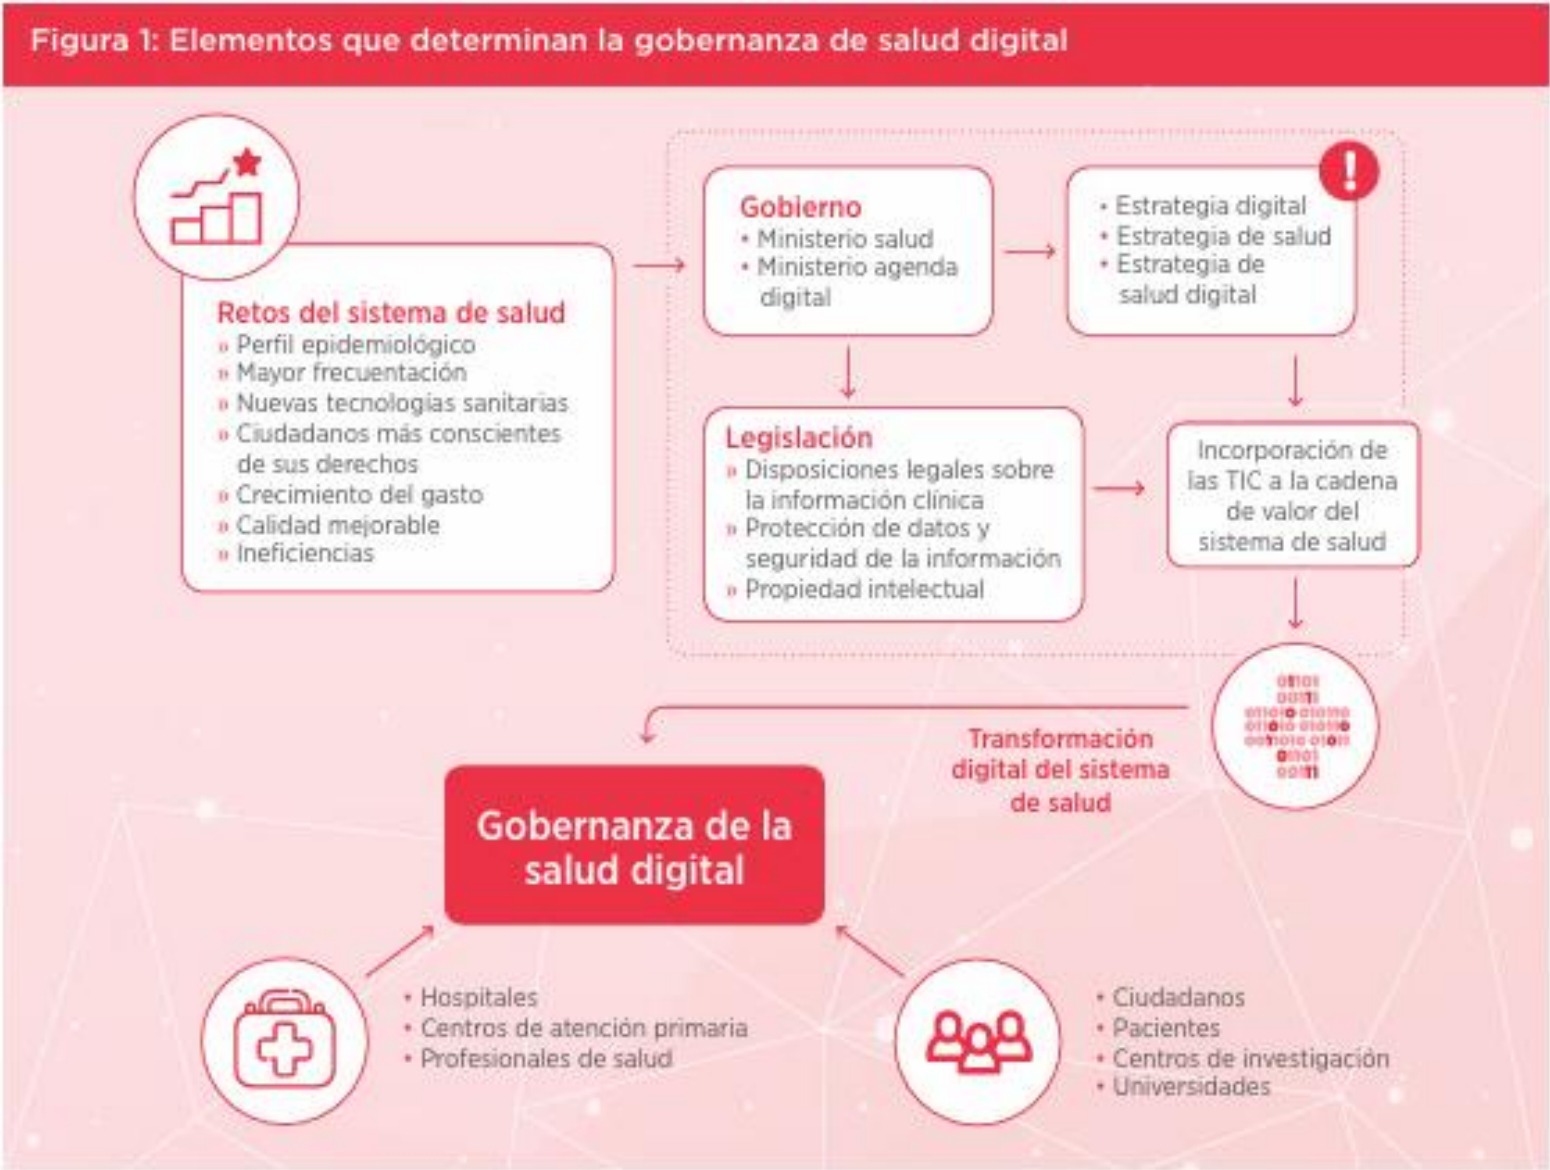 Figura 1: Elementos que determinan la gobernanza de salud digital
Retos del sistema de salud
» Perfil epidemiológico
» Mayor frecuentación
» Nuevas tecnologías sanitarias
» Ciudadanos más conscientes
de sus derechos
» Crecimiento del gasto
» Calidad mejorable
» Ineficiencias
Gobierno
• Ministerio salud
• Ministerio agenda
digital
!
• Estrategia digital
• Estrategia de salud
• Estrategia de
salud digital
Legislación
» Disposiciones legales sobre
la información clínica
» Protección de datos y
seguridad de la información
» Propiedad intelectual
Incorporación de
las TIC a la cadena
de valor del
sistema de salud
01101
00111
Transformación
digital del sistema
de salud
01101
00111
Gobernanza de la
salud digital
• Hospitales
• Centros de atención primaria
• Profesionales de salud
• Ciudadanos
• Pacientes
• Centros de investigación
• Universidades